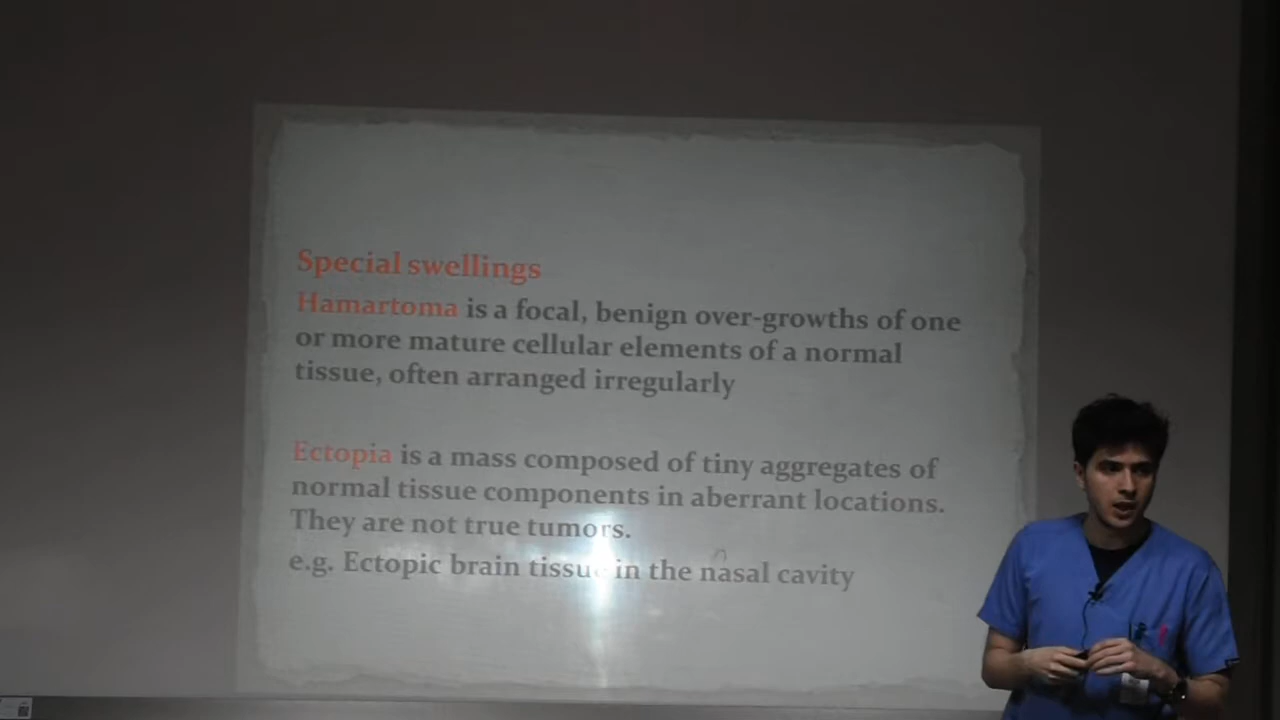 Special swellings
Hamartoma is a focal, benign over-growths of one
or more mature cellular elements of a normal
tissue, often arranged irregularly
Ectopia is a mass composed of tiny aggregates of
normal tissue components in aberrant locations.
They are not true tumors.
e.g. Ectopic brain tissue in the nasal cavity